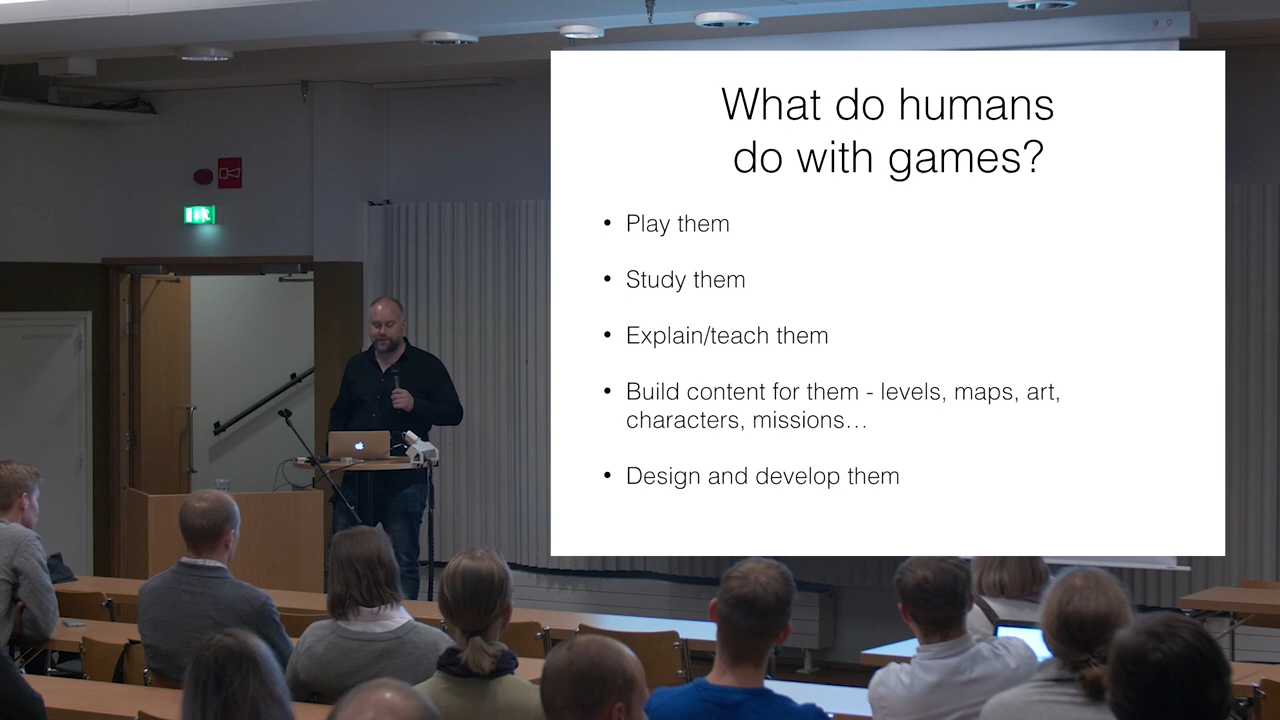 What do humans
do with games?
• Play them
• Study them
• Explain/teach them
• Build content for them - levels, maps, art,
characters, missions…
• Design and develop them